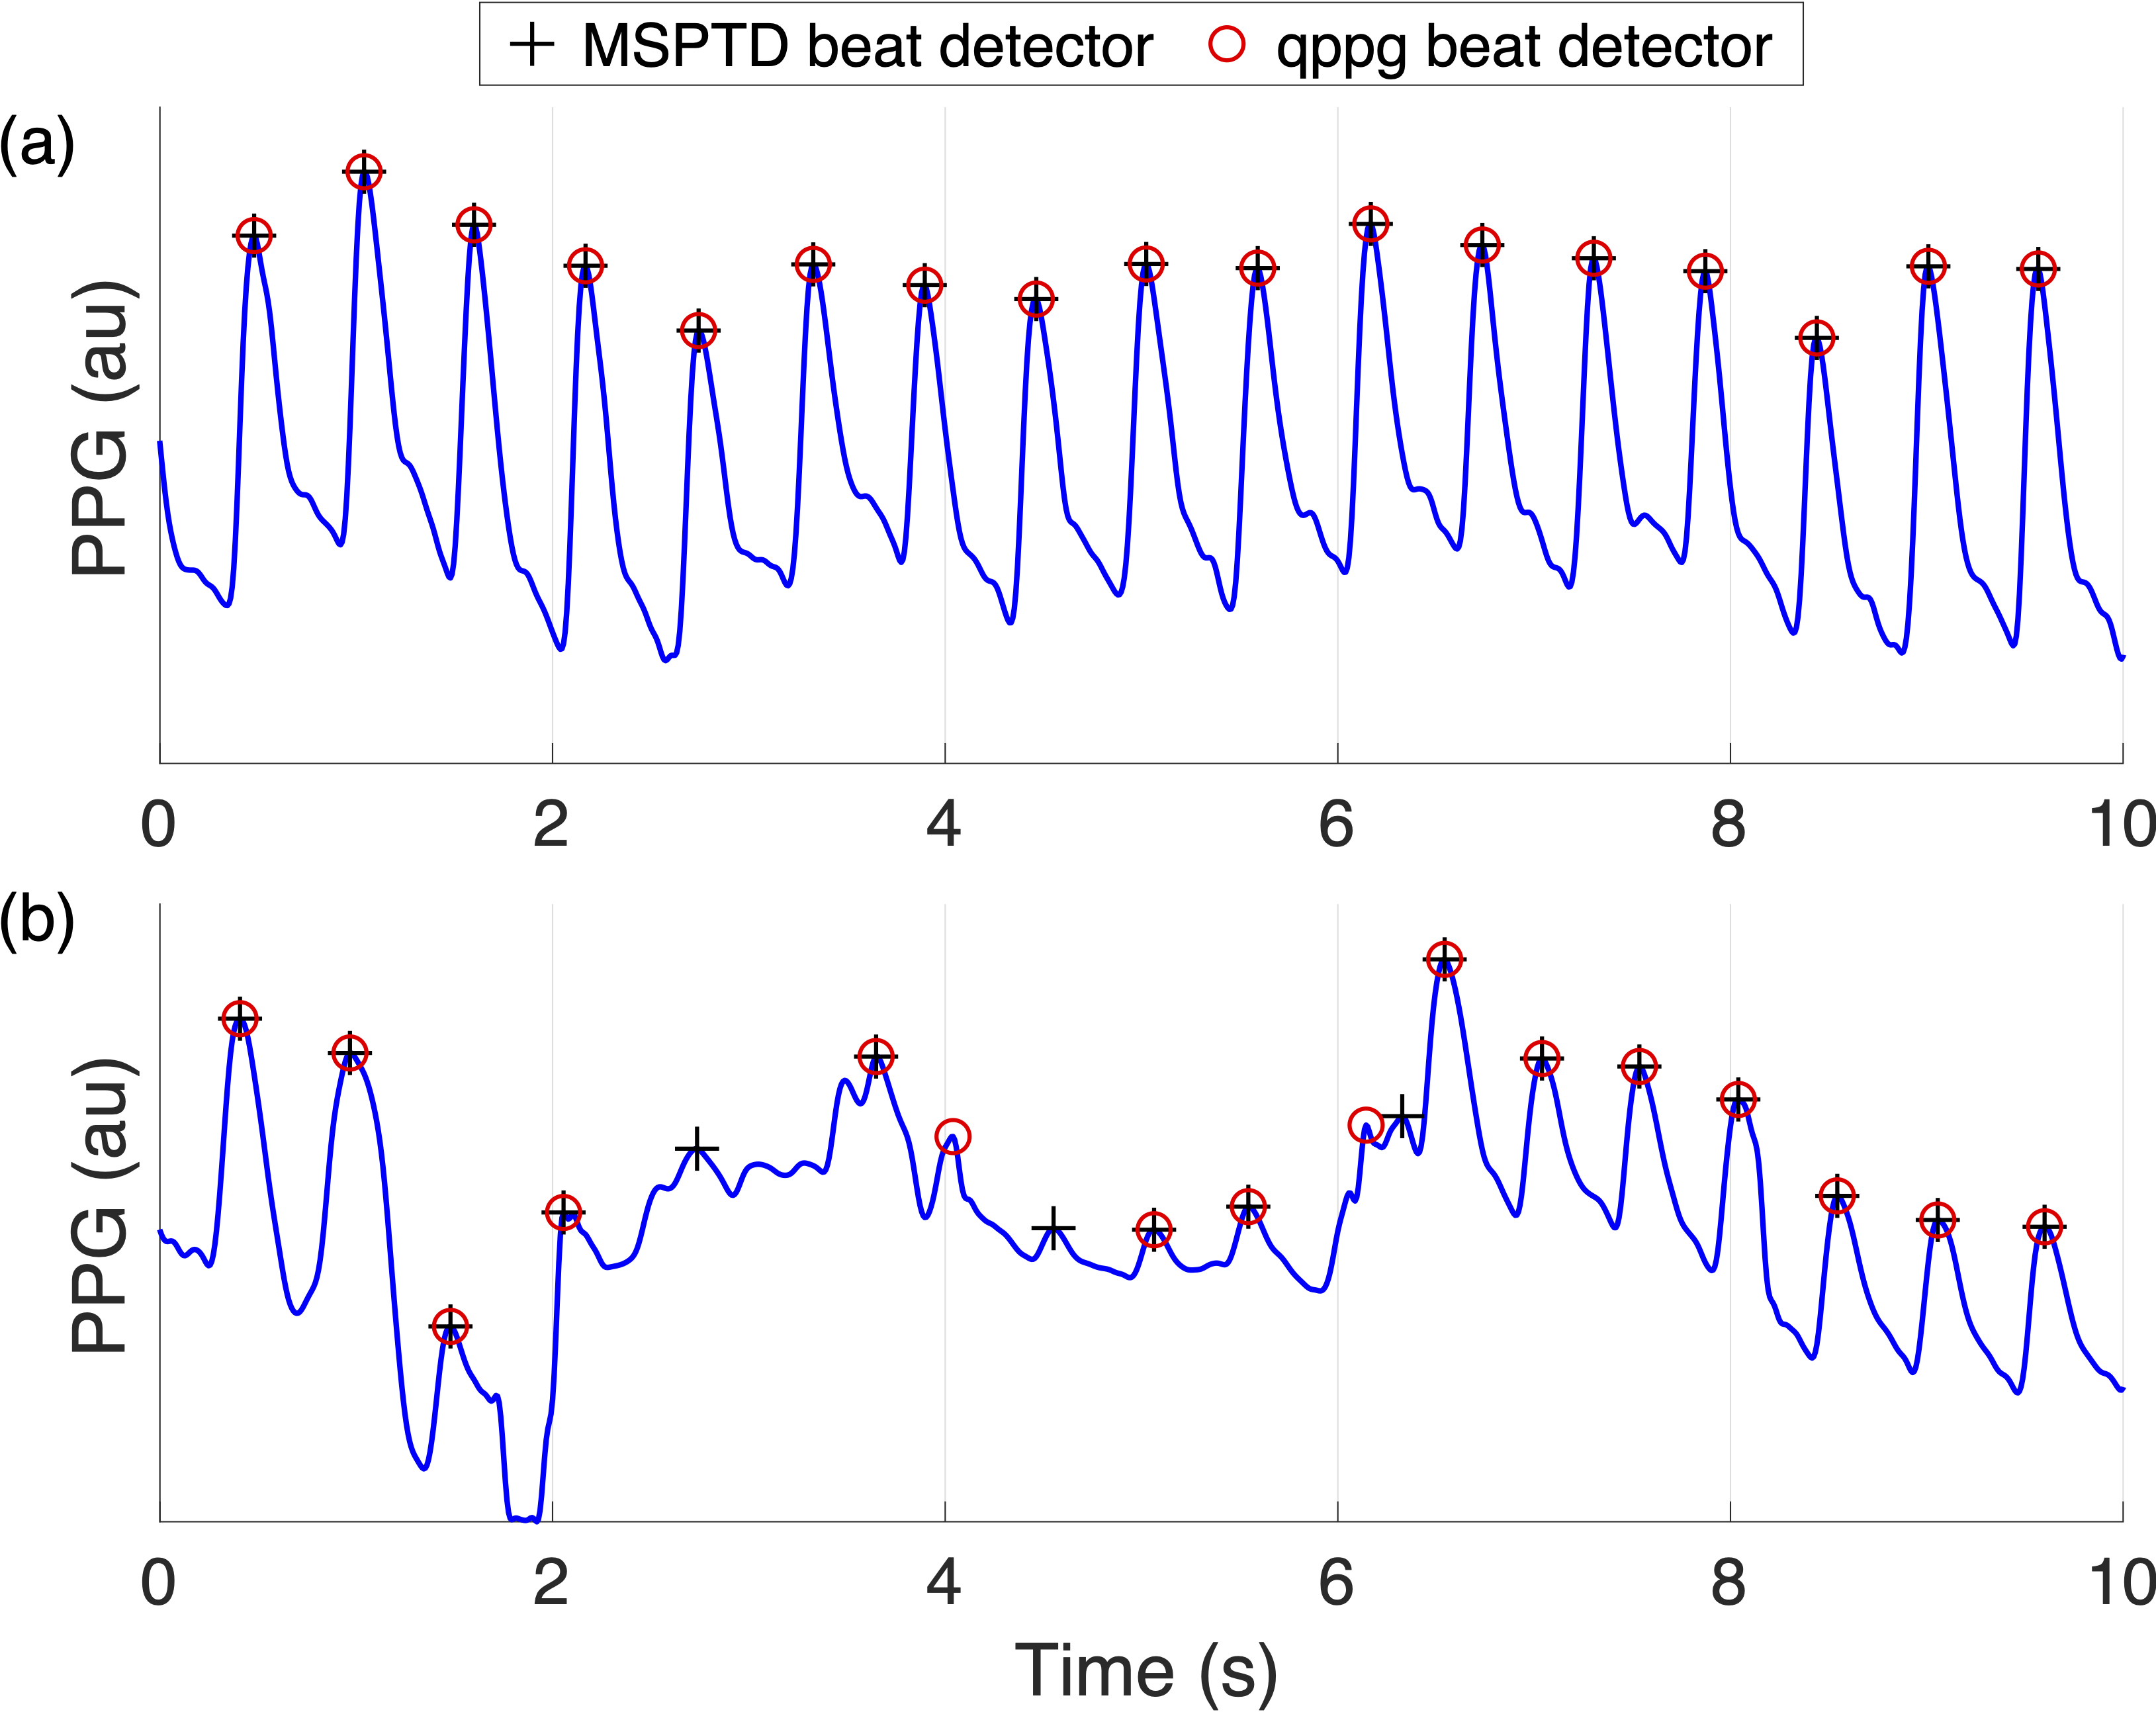 MSPTD beat detector qppg beat detector
(a)
PPG (au)
0 2 4 6 8 10
(b)
PPG (au)
0 2 4 6 8 10
Time (s)